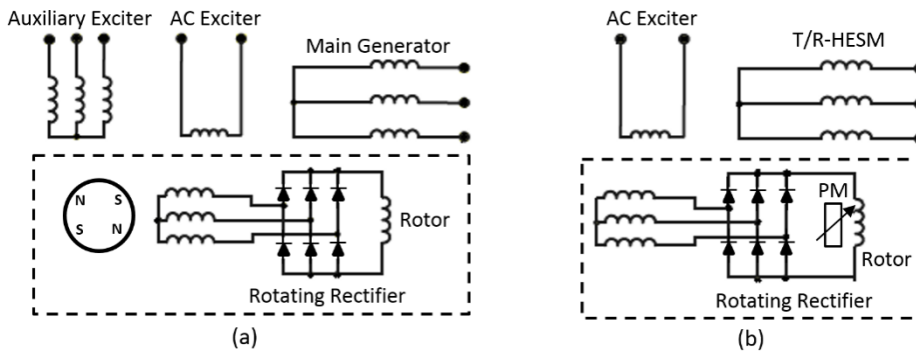 Auxiliary Exciter
AC Exciter
Main Generator
N
S
S
N
Rotor
Rotating Rectifier
(a)
AC Exciter
T/R-HESM
PM
Rotor
Rotating Rectifier
(b)